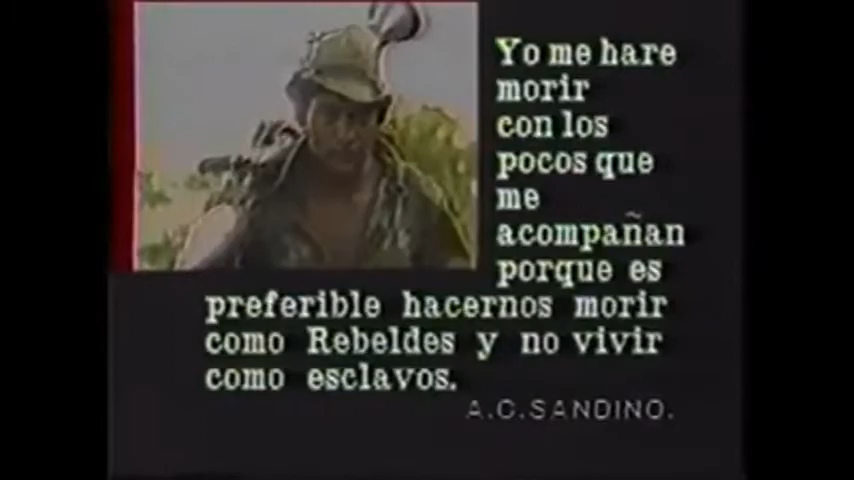 Yo me hare
morir
con los
pocos que
me
acompañan
porque es
preferible hacernos morir
como Rebeldes y no vivir
como esclavos.
A.C.SANDINO.